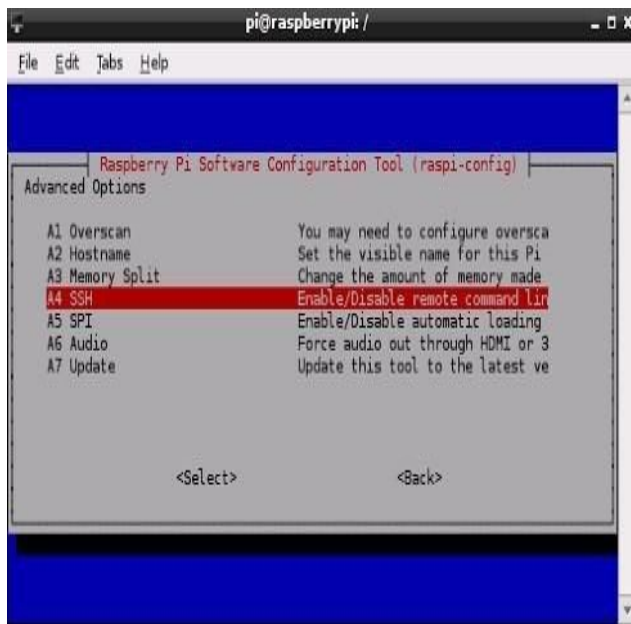 pi@raspberrypi: /
File Edit Tabs Help
Raspberry Pi Software Configuration Tool (raspi-config)
Advanced Options
A1 Overscan You may need to configure oversca
A2 Hostname Set the visible name for this Pi
A3 Memory Split Change the amount of memory made
A4 SSH Enable/Disable remote command lin
A5 SPI Enable/Disable automatic loading
A6 Audio Force audio out through HDMI or 3
A7 Update Update this tool to the latest ve
<Select> <Back>